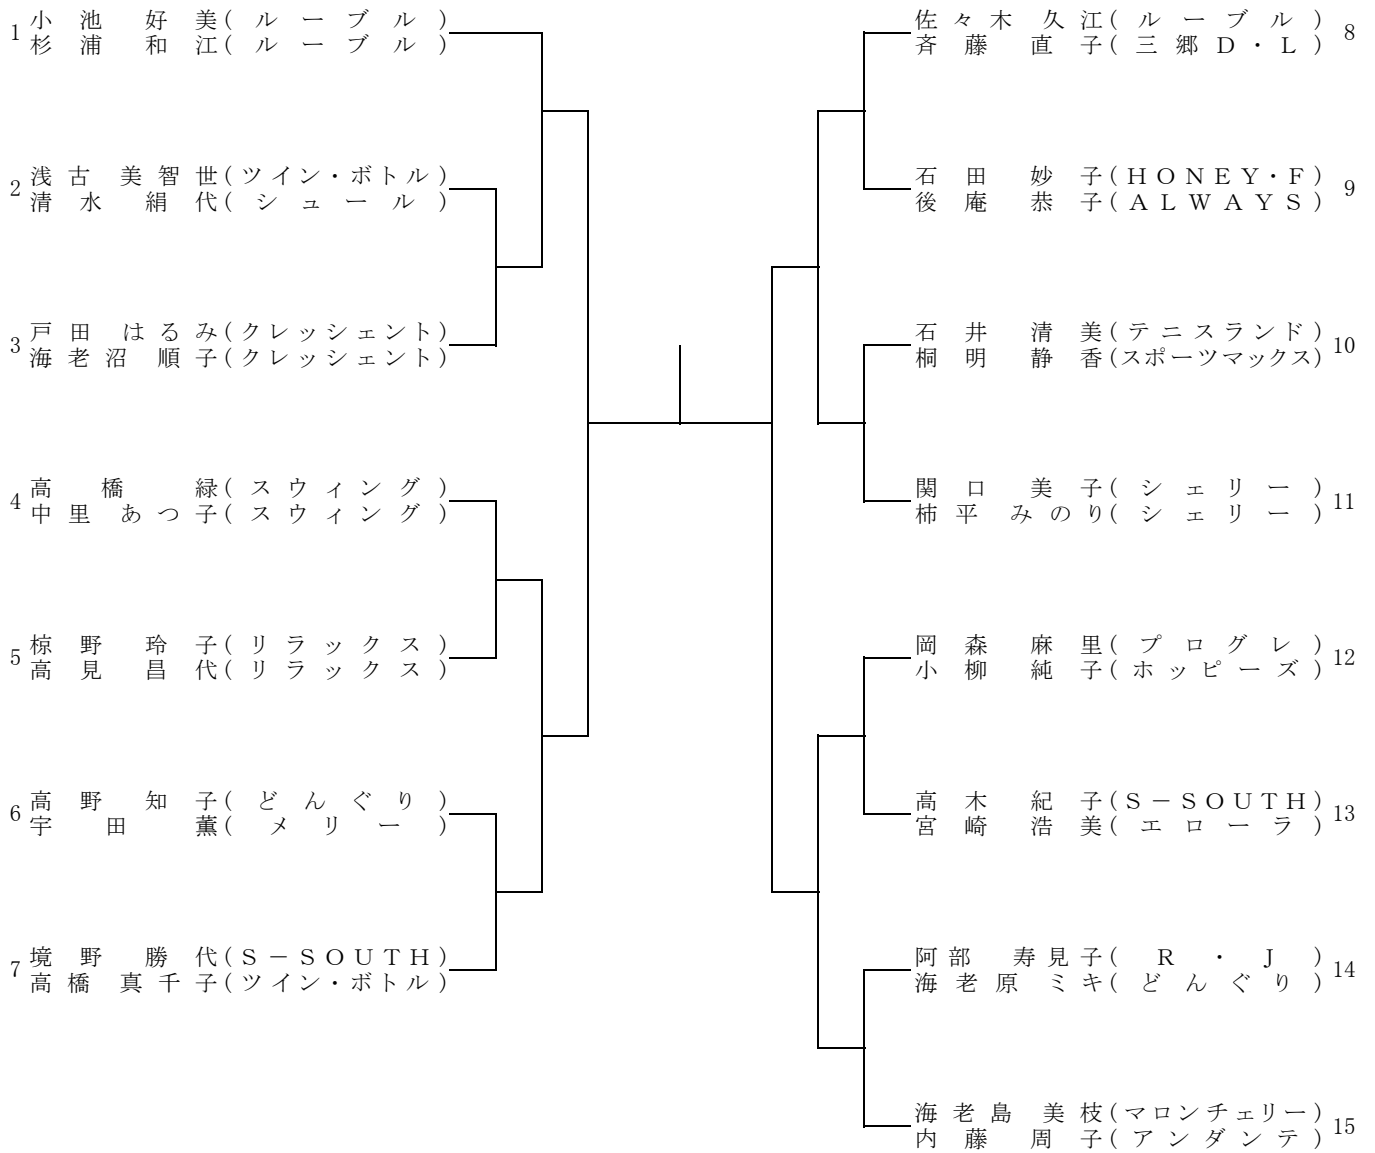 1 小池 好美(ルーブル)
杉浦 和江(ルーブル)
2 浅古 美智世(ツイン・ボトル)
清水 絹代(シュール)
3 戸田 はるみ(クレッシェント)
海老沼 順子(クレッシェント)
4 高橋 緑(スウィング)
中里 あつ子(スウィング)
5 椋野 玲子(リラックス)
高見 昌代(リラックス)
6 高野 知子(どんぐり)
宇田 薫(メリー)
7 境野 勝代(S-SOUTH)
高橋 真千子(ツイン・ボトル)
佐々木 久江(ルーブル) 8
斉藤 直子(三郷D・L)
石田 妙子(HONEY・F) 9
後庵 恭子(ALWAYS)
石井 清美(テニスランド) 10
桐明 静香(スポーツマックス)
関口 美子(シェリー) 11
柿平 みのり(シェリー)
岡森 麻里(プログレ) 12
小柳 純子(ホッピーズ)
高木 紀子(S-SOUTH) 13
宮崎 浩美(エローラ)
阿部 寿見子(R・J) 14
海老原 ミキ(どんぐり)
海老島 美枝(マロンチェリー) 15
内藤 周子(アンダンテ)